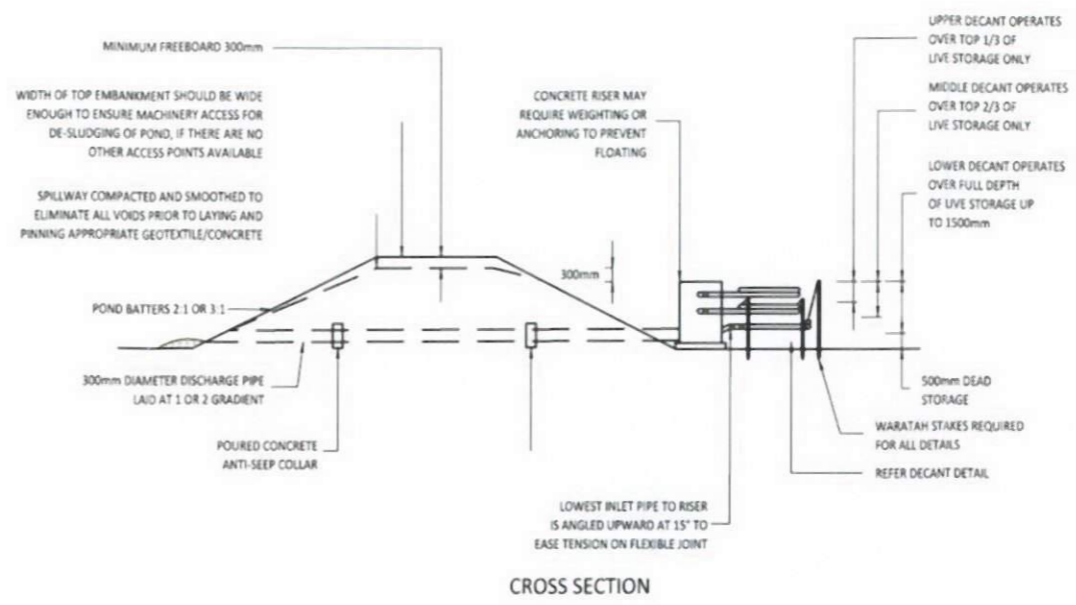 MINIMUM FREEBOARD 300mm
WIDTH OF TOP EMBANKMENT SHOULD BE WIDE
ENOUGH TO ENSURE MACHINERY ACCESS FOR
DE-SLUDGING OF POND, IF THERE ARE NO
OTHER ACCESS POINTS AVAILABLE
SPILLWAY COMPACTED AND SMOOTHED TO
ELIMINATE ALL VOIDS PRIOR TO LAYING AND
PINNING APPROPRIATE GEOTEXTILE/CONCRETE
POND BATTERS 2:1 OR 3:1
300mm DIAMETER DISCHARGE PIPE
LAID AT 1 OR 2 GRADIENT
POURED CONCRETE
ANTI-SEEP COLLAR
CONCRETE RISER MAY
REQUIRE WEIGHTING OR
ANCHORING TO PREVENT
FLOATING
300mm
UPPER DECANT OPERATES
OVER TOP 1/3 OF
LIVE STORAGE ONLY
MIDDLE DECANT OPERATES
OVER TOP 2/3 OF
LIVE STORAGE ONLY
LOWER DECANT OPERATES
OVER FULL DEPTH
OF LIVE STORAGE UP
TO 1500mm
500mm DEAD
STORAGE
WARATAH STAKES REQUIRED
FOR ALL DETAILS
REFER DECANT DETAIL
LOWEST INLET PIPE TO RISER
IS ANGLED UPWARD AT 15° TO
EASE TENSION ON FLEXIBLE JOINT
CROSS SECTION